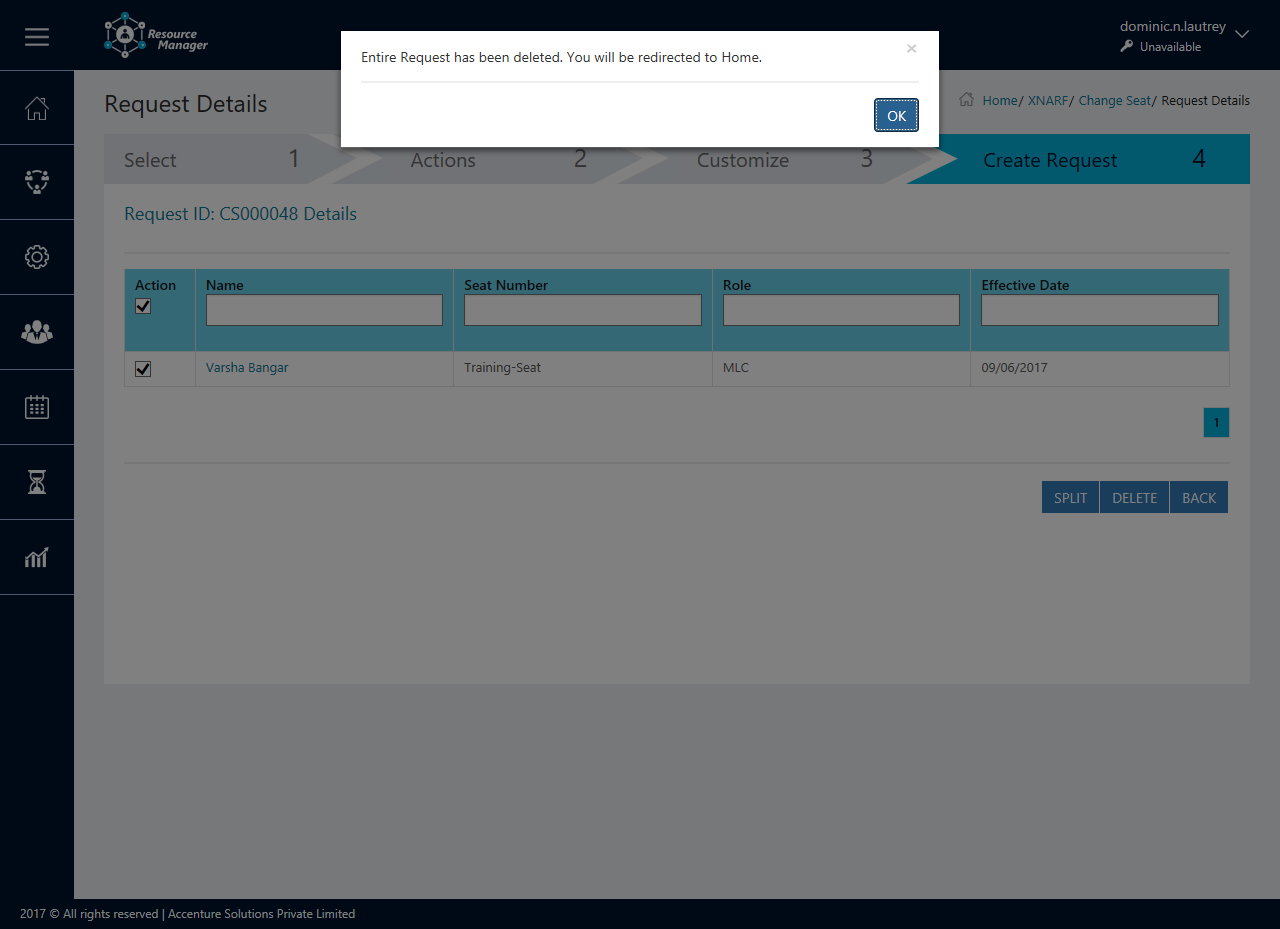 Resource
Manager
dominic.n.lautrey
Unavailable
Entire Request has been deleted. You will be redirected to Home.
×
OK
Request Details
Home/ XNARF/ Change Seat/ Request Details
Select 1 Actions 2 Customize 3 Create Request 4
Request ID: CS000048 Details
Action Name Seat Number Role Effective Date
Varsha Bangar Training-Seat MLC 09/06/2017
1
SPLIT DELETE BACK
2017 © All rights reserved | Accenture Solutions Private Limited